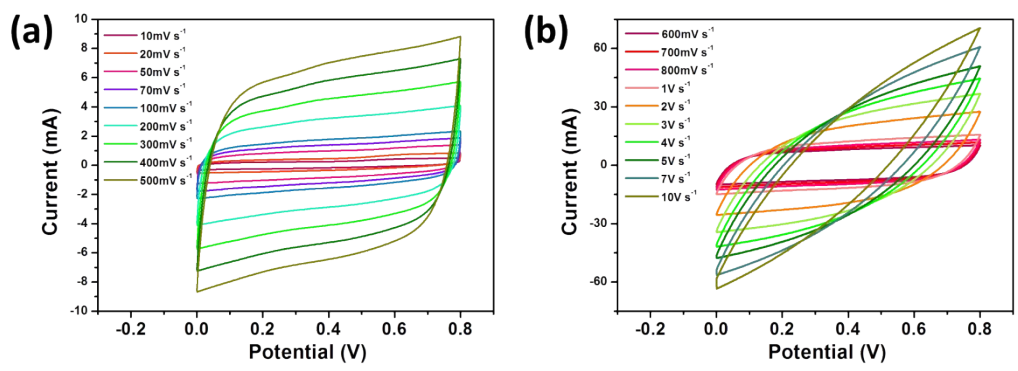 (a)
Current (mA)
10
8
6
4
2
0
-2
-4
-6
-8
-10
10mV s⁻¹
20mV s⁻¹
50mV s⁻¹
70mV s⁻¹
100mV s⁻¹
200mV s⁻¹
300mV s⁻¹
400mV s⁻¹
500mV s⁻¹
-0.2 0.0 0.2 0.4 0.6 0.8
Potential (V)
(b)
Current (mA)
60
30
0
-30
-60
600mV s⁻¹
700mV s⁻¹
800mV s⁻¹
1V s⁻¹
2V s⁻¹
3V s⁻¹
4V s⁻¹
5V s⁻¹
7V s⁻¹
10V s⁻¹
-0.2 0.0 0.2 0.4 0.6 0.8
Potential (V)